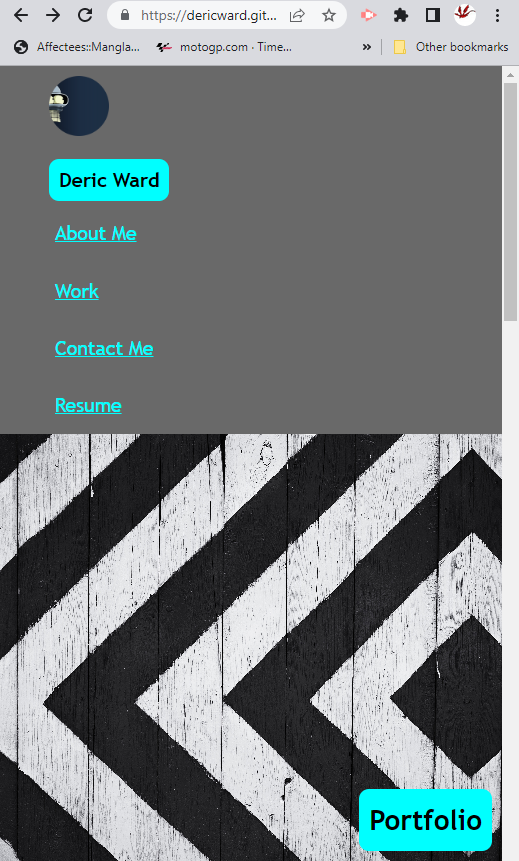 https://dericward.git...
Affectees::Mangla... motogp.com · Time... » Other bookmarks
Deric Ward
About Me
Work
Contact Me
Resume
Portfolio